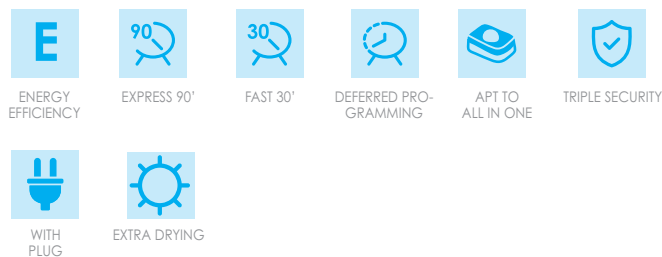 E
90
30
ENERGY
EFFICIENCY
EXPRESS 90'
FAST 30'
DEFERRED PRO-
GRAMMING
APT TO
ALL IN ONE
TRIPLE SECURITY
WITH
PLUG
EXTRA DRYING